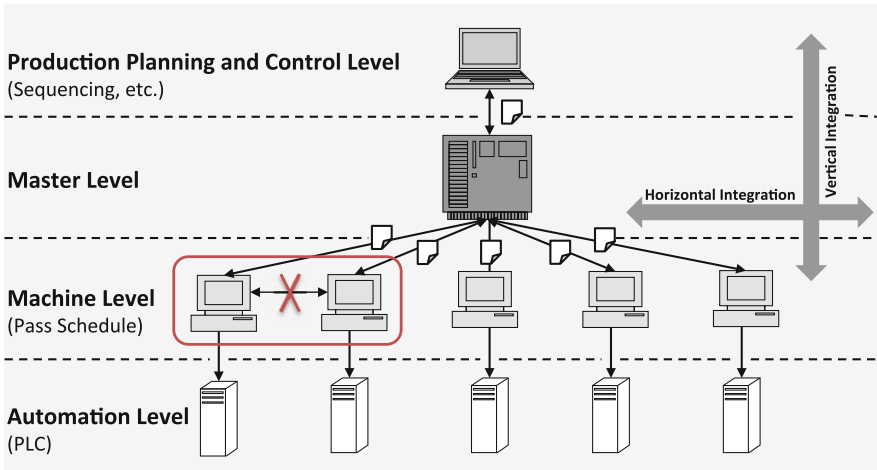 Production Planning and Control Level
(Sequencing, etc.)
Vertical Integration
Master Level
Horizontal Integration
Machine Level
(Pass Schedule)
Automation Level
(PLC)